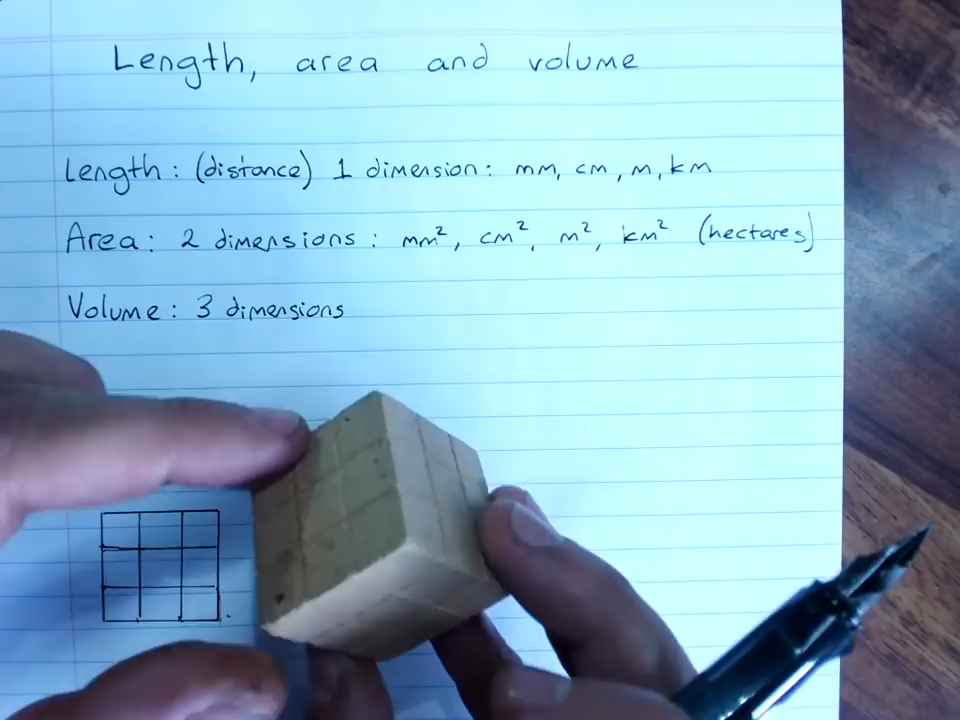 Length, area and volume
Length: (distance) 1 dimension: mm, cm, m, km
Area: 2 dimensions: mm², cm², m², km² (hectares)
Volume: 3 dimensions